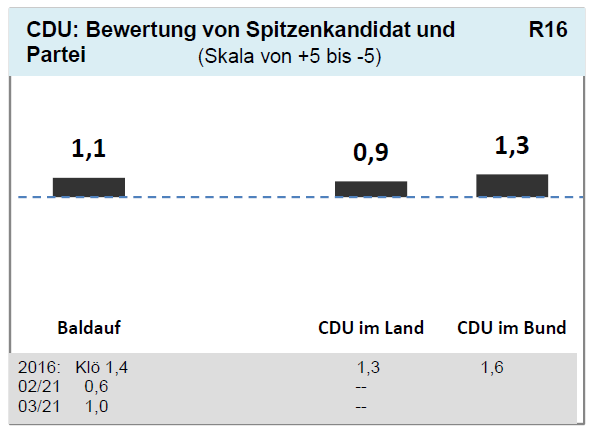 CDU: Bewertung von Spitzenkandidat und R16
Partei (Skala von +5 bis -5)
1,1 0,9 1,3
Baldauf CDU im Land CDU im Bund
2016: Klö 1,4 1,3 1,6
02/21 0,6 --
03/21 1,0 --